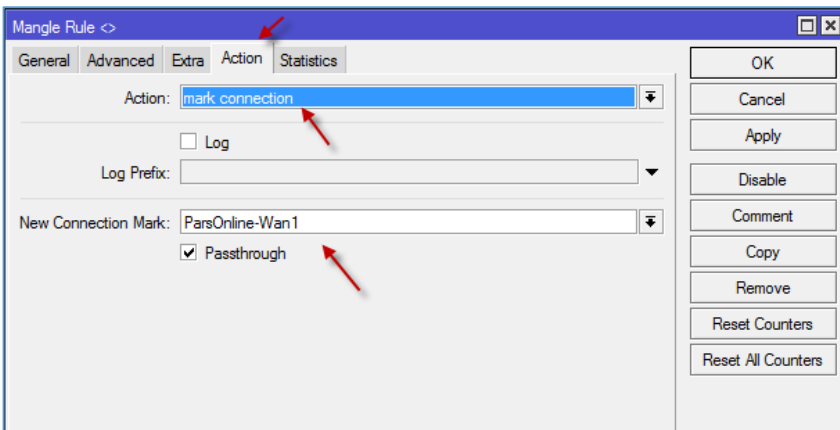 Mangle Rule <>
General Advanced Extra Action Statistics
Action: mark connection
Log
Log Prefix:
New Connection Mark: ParsOnline-Wan1
Passthrough
OK
Cancel
Apply
Disable
Comment
Copy
Remove
Reset Counters
Reset All Counters